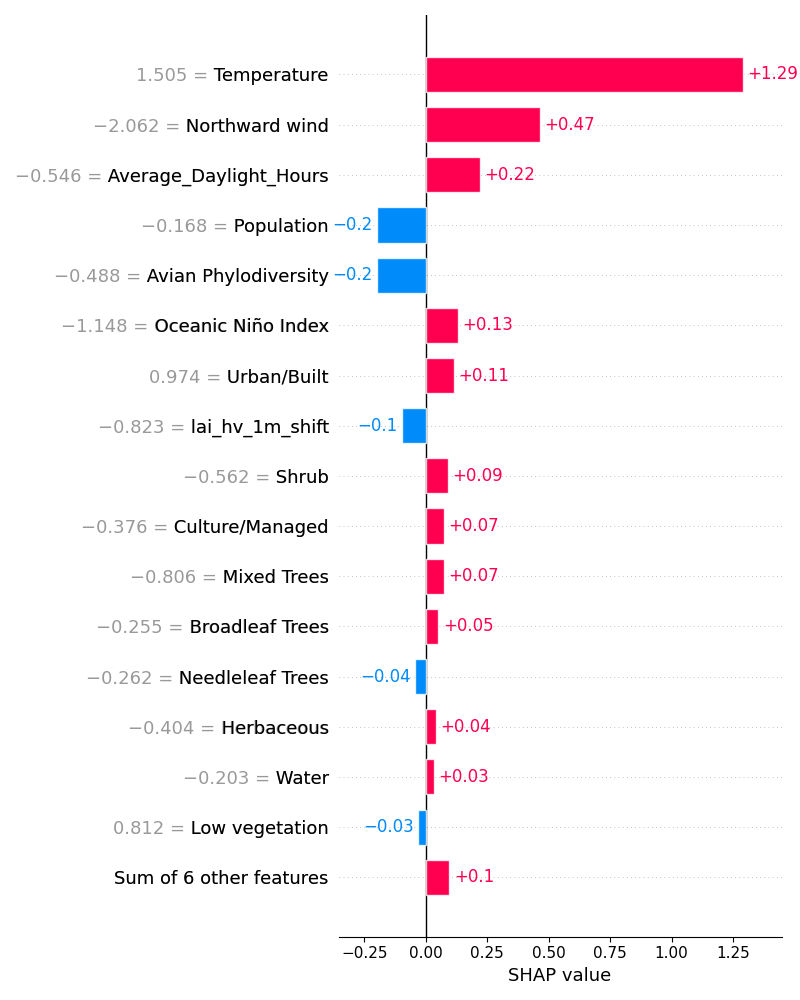 1.505 = Temperature +1.29
−2.062 = Northward wind +0.47
−0.546 = Average_Daylight_Hours +0.22
−0.168 = Population −0.2
−0.488 = Avian Phylodiversity −0.2
−1.148 = Oceanic Niño Index +0.13
0.974 = Urban/Built +0.11
−0.823 = lai_hv_1m_shift −0.1
−0.562 = Shrub +0.09
−0.376 = Culture/Managed +0.07
−0.806 = Mixed Trees +0.07
−0.255 = Broadleaf Trees +0.05
−0.262 = Needleleaf Trees −0.04
−0.404 = Herbaceous +0.04
−0.203 = Water +0.03
0.812 = Low vegetation −0.03
Sum of 6 other features +0.1
−0.25 0.00 0.25 0.50 0.75 1.00 1.25
SHAP value